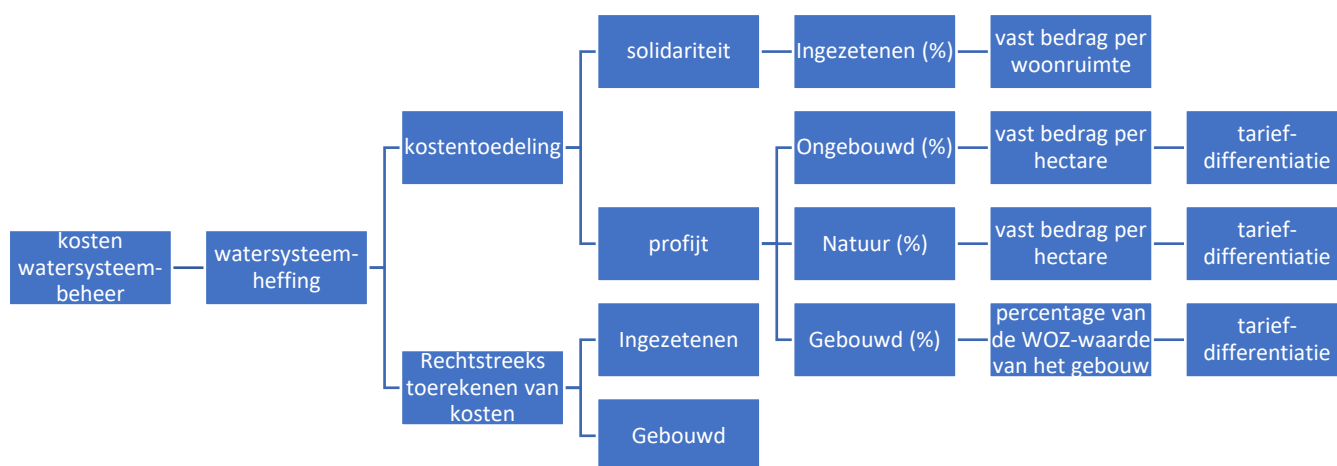 solidariteit
Ingezetenen (%)
vast bedrag per
woonruimte
kostentoedeling
Ongebouwd (%)
vast bedrag per
hectare
tarief-
differentiatie
kosten
watersysteem-
beheer
watersysteem-
heffing
profijt
Natuur (%)
vast bedrag per
hectare
tarief-
differentiatie
Rechtstreeks
toerekenen van
kosten
Ingezetenen
Gebouwd (%)
percentage van
de WOZ-waarde
van het gebouw
tarief-
differentiatie
Gebouwd